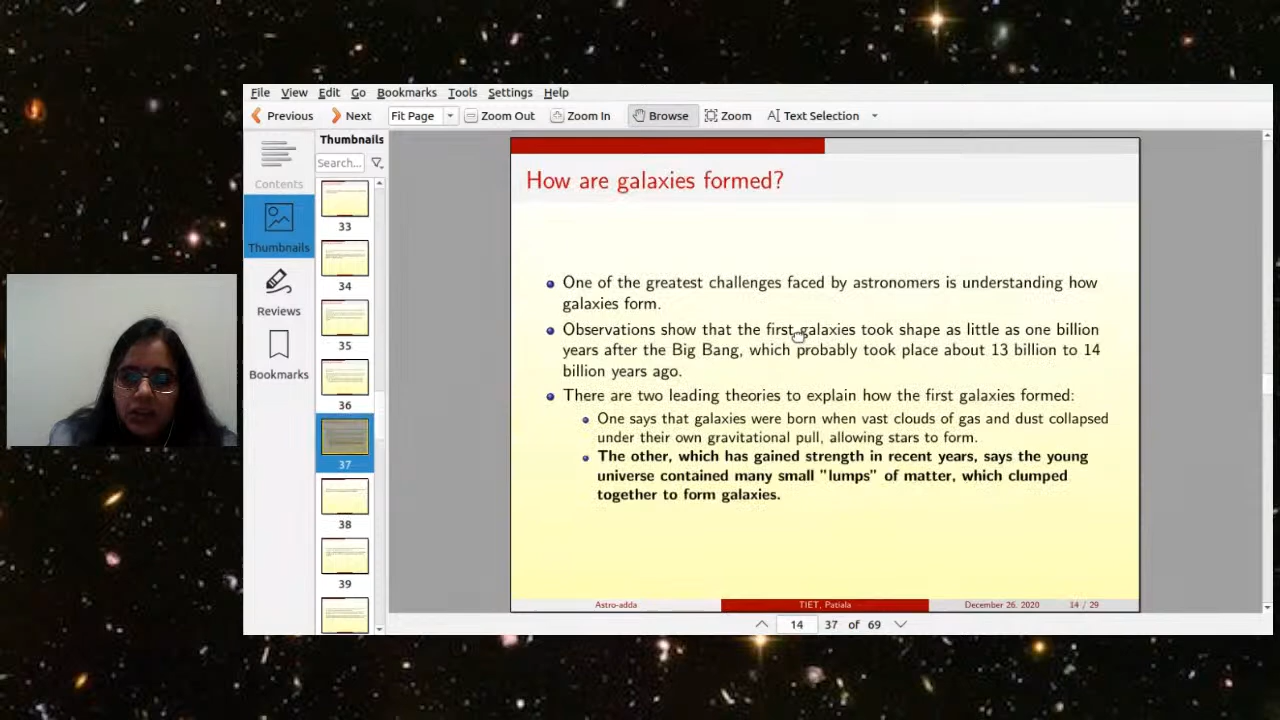 File View Edit Go Bookmarks Tools Settings Help
Previous Next Fit Page Zoom Out Zoom In Browse Zoom Text Selection
Contents
Thumbnails
Reviews
Bookmarks
Thumbnails
Search...
33
34
35
36
37
38
39
How are galaxies formed?
One of the greatest challenges faced by astronomers is understanding how
galaxies form.
Observations show that the first galaxies took shape as little as one billion
years after the Big Bang, which probably took place about 13 billion to 14
billion years ago.
There are two leading theories to explain how the first galaxies formed:
One says that galaxies were born when vast clouds of gas and dust collapsed
under their own gravitational pull, allowing stars to form.
The other, which has gained strength in recent years, says the young
universe contained many small "lumps" of matter, which clumped
together to form galaxies.
Astro-adda TIET, Patiala December 26, 2020 14 / 29
14 37 of 69